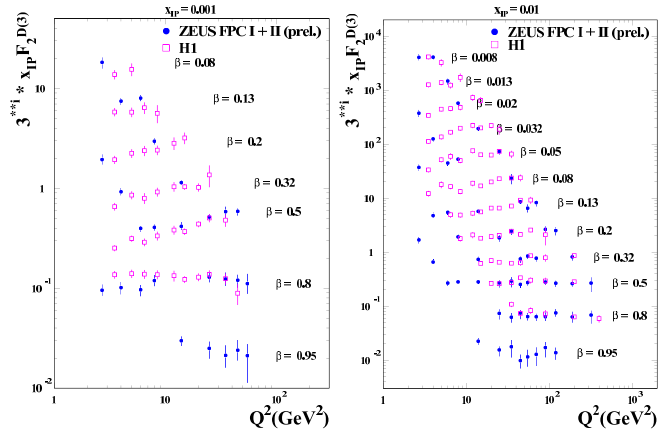 x_IP = 0.001
3**i * x_IP F_2^D(3)
ZEUS FPC I + II (prel.)
H1
β = 0.08
β = 0.13
β = 0.2
β = 0.32
β = 0.5
β = 0.8
β = 0.95
10
1
10^-1
10^-2
1
10
10^2
Q^2(GeV^2)
x_IP = 0.01
3**i * x_IP F_2^D(3)
ZEUS FPC I + II (prel.)
H1
β = 0.008
β = 0.013
β = 0.02
β = 0.032
β = 0.05
β = 0.08
β = 0.13
β = 0.2
β = 0.32
β = 0.5
β = 0.8
β = 0.95
10^4
10^3
10^2
10
1
10^-1
10^-2
1
10
10^2
10^3
Q^2(GeV^2)